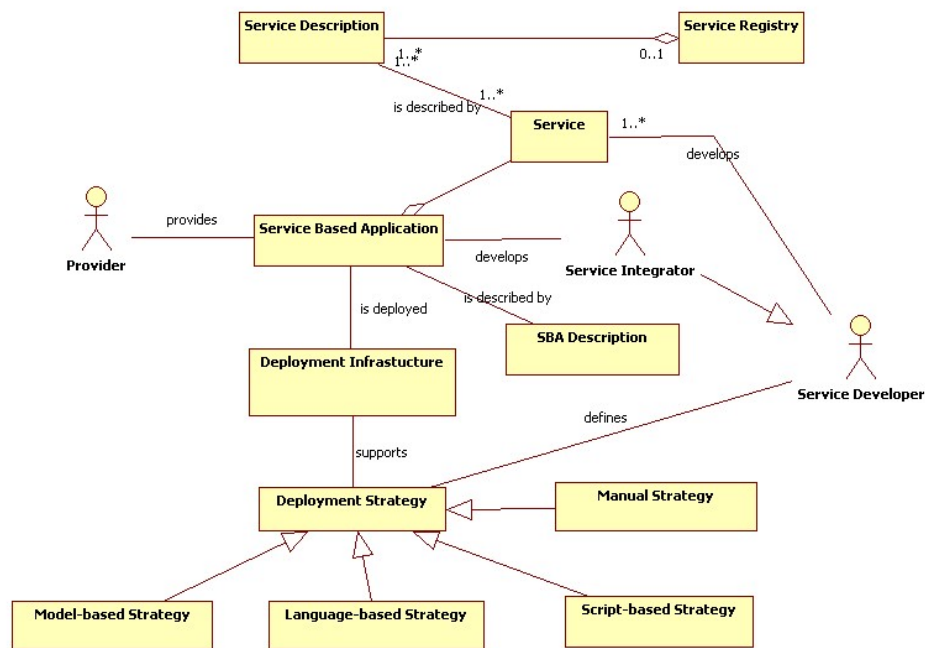 Service Description
Service Registry
1..*
1..*
0..1
1..*
is described by
Service
1..*
develops
provides
Service Based Application
Provider
develops
Service Integrator
is deployed
is described by
SBA Description
Deployment Infrastucture
Service Developer
defines
supports
Deployment Strategy
Manual Strategy
Model-based Strategy
Language-based Strategy
Script-based Strategy